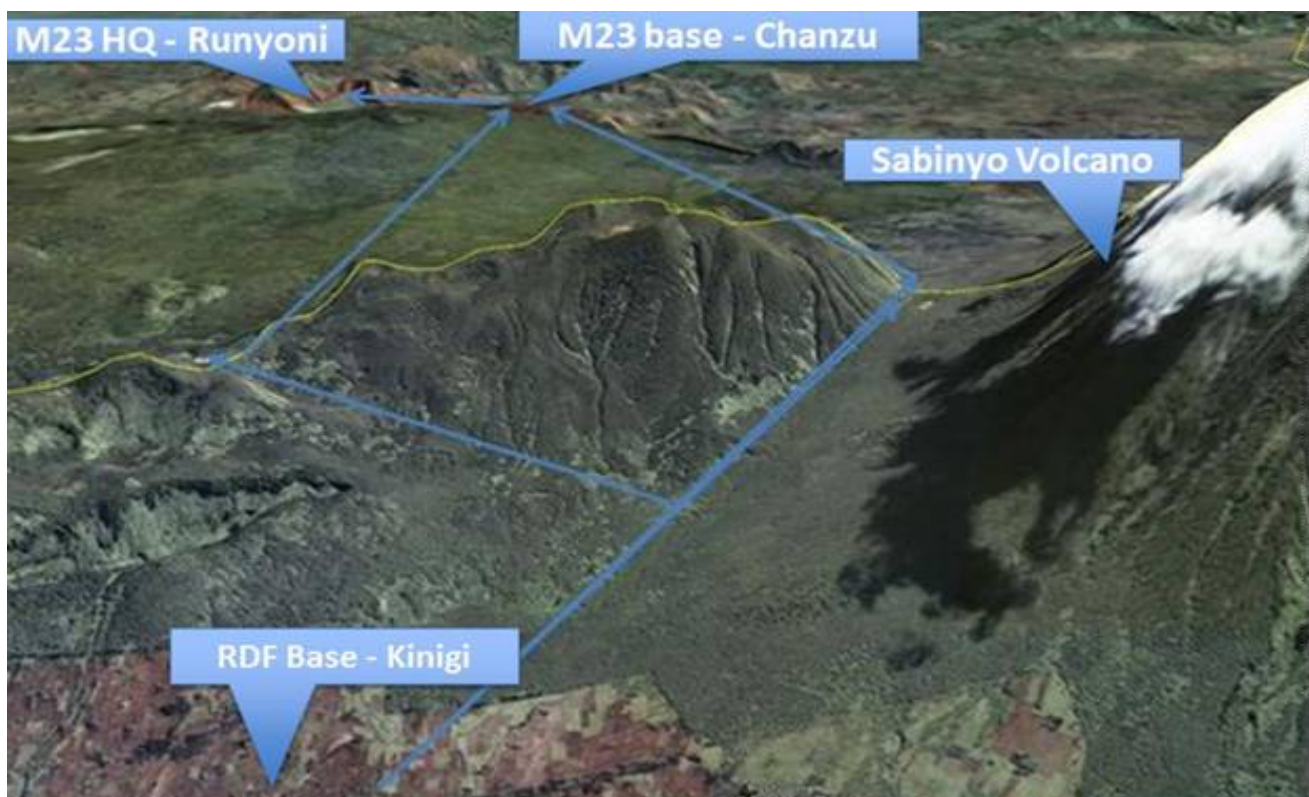 M23 HQ - Runyoni
M23 base - Chanzu
Sabinyo Volcano
RDF Base - Kinigi